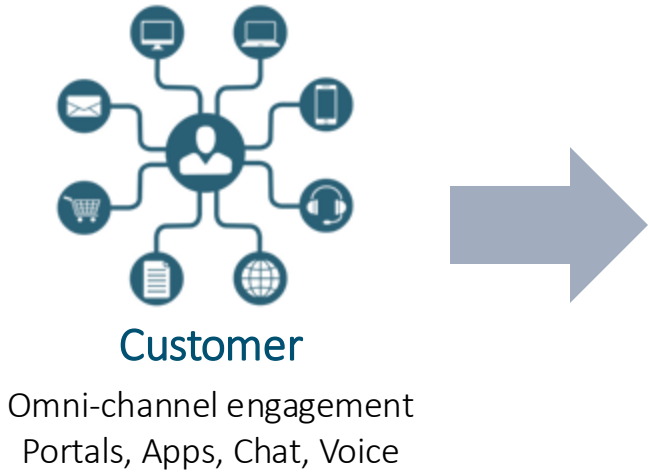 Customer
Omni-channel engagement
Portals, Apps, Chat, Voice